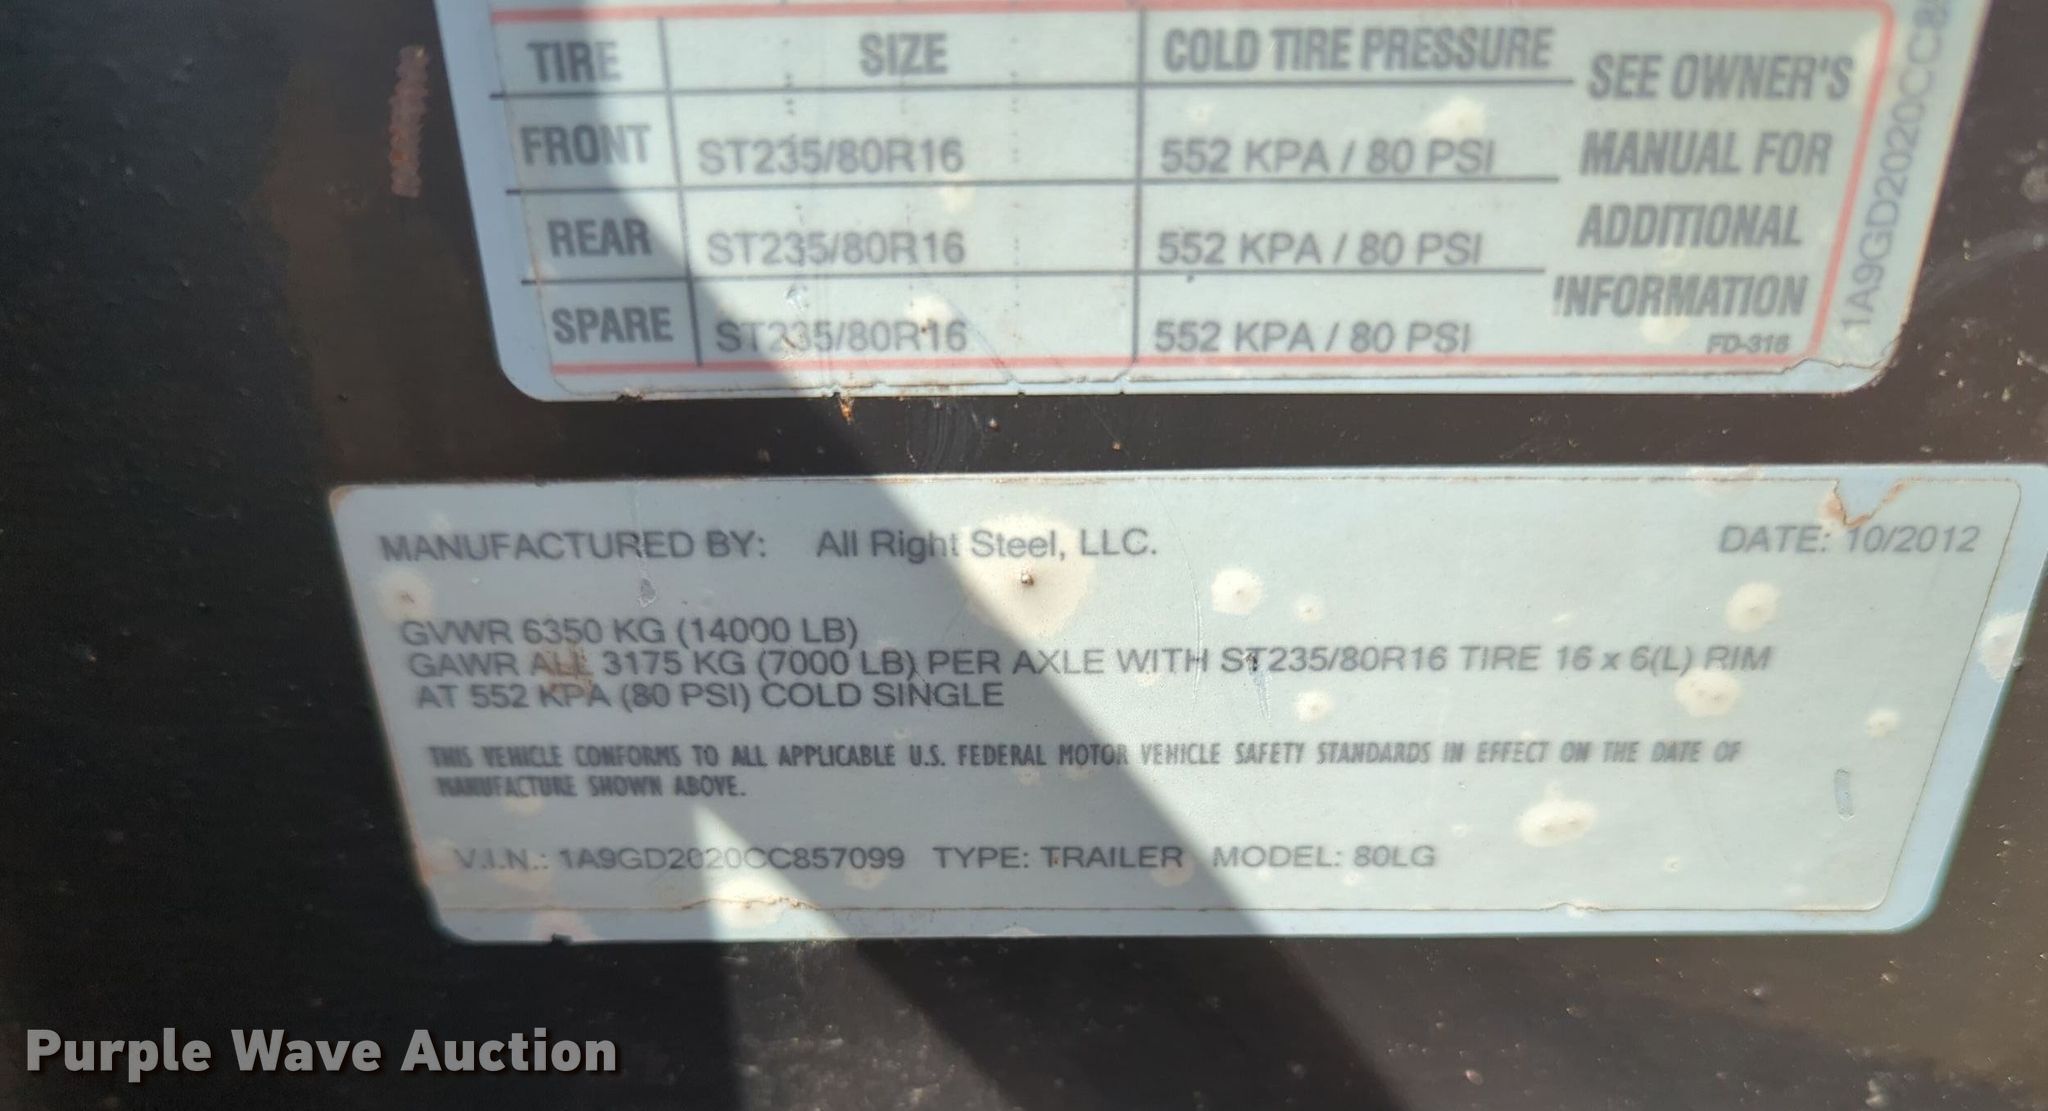 TIRE SIZE COLD TIRE PRESSURE SEE OWNER'S
FRONT ST235/80R16 552 KPA / 80 PSI MANUAL FOR
REAR ST235/80R16 552 KPA / 80 PSI ADDITIONAL
SPARE ST235/80R16 552 KPA / 80 PSI INFORMATION
FD-316
1A9GD2020CC8
MANUFACTURED BY: All Right Steel, LLC. DATE: 10/2012
GVWR 6350 KG (14000 LB)
GAWR ALL 3175 KG (7000 LB) PER AXLE WITH ST235/80R16 TIRE 16 x 6(L) RIM
AT 552 KPA (80 PSI) COLD SINGLE
THIS VEHICLE CONFORMS TO ALL APPLICABLE U.S. FEDERAL MOTOR VEHICLE SAFETY STANDARDS IN EFFECT ON THE DATE OF
MANUFACTURE SHOWN ABOVE.
V.I.N.: 1A9GD2020CC857099 TYPE: TRAILER MODEL: 80LG
Purple Wave Auction